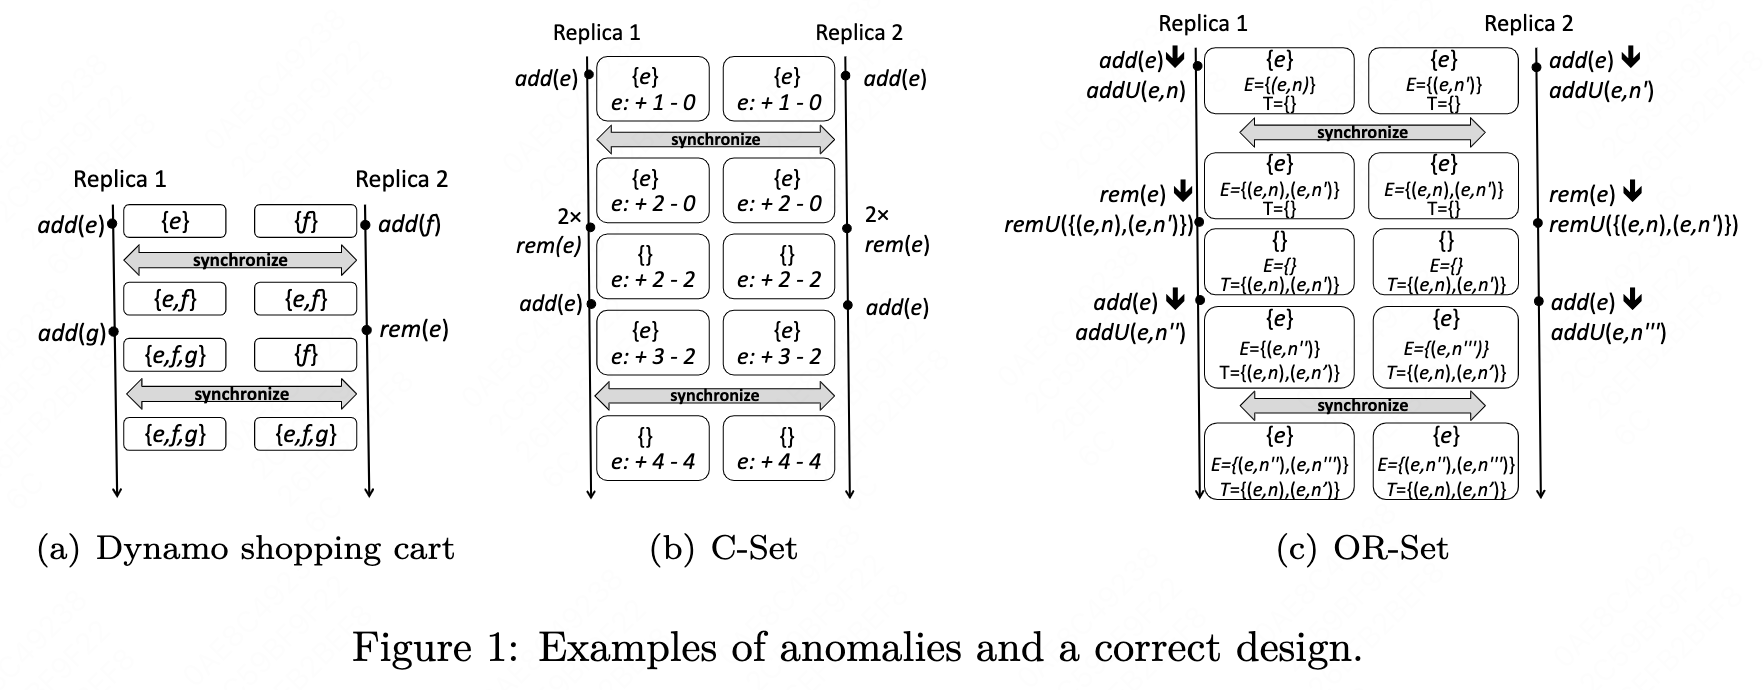 Replica 1
Replica 2
add(e)
{e}
{f}
add(f)
synchronize
{e,f}
{e,f}
add(g)
rem(e)
{e,f,g}
{f}
synchronize
{e,f,g}
{e,f,g}
(a) Dynamo shopping cart
Replica 1
Replica 2
add(e)
{e}
e: + 1 - 0
{e}
e: + 1 - 0
add(e)
synchronize
{e}
e: + 2 - 0
{e}
e: + 2 - 0
2×
rem(e)
2×
rem(e)
{}
e: + 2 - 2
{}
e: + 2 - 2
add(e)
add(e)
{e}
e: + 3 - 2
{e}
e: + 3 - 2
synchronize
{}
e: + 4 - 4
{}
e: + 4 - 4
(b) C-Set
Replica 1
Replica 2
add(e)🡻
addU(e,n)
{e}
E={(e,n)}
T={}
{e}
E={(e,n')}
T={}
add(e) 🡻
addU(e,n')
synchronize
rem(e) 🡻
remU({(e,n),(e,n')})
{e}
E={(e,n),(e,n')}
T={}
{e}
E={(e,n),(e,n')}
T={}
rem(e) 🡻
remU({(e,n),(e,n')})
{}
E={}
T={(e,n),(e,n')}
{}
E={}
T={(e,n),(e,n')}
add(e) 🡻
addU(e,n'')
{e}
E={(e,n'')}
T={(e,n),(e,n')}
{e}
E={(e,n''')}
T={(e,n),(e,n')}
add(e) 🡻
addU(e,n''')
synchronize
{e}
E={(e,n''),(e,n''')}
T={(e,n),(e,n')}
{e}
E={(e,n''),(e,n''')}
T={(e,n),(e,n')}
(c) OR-Set
Figure 1: Examples of anomalies and a correct design.